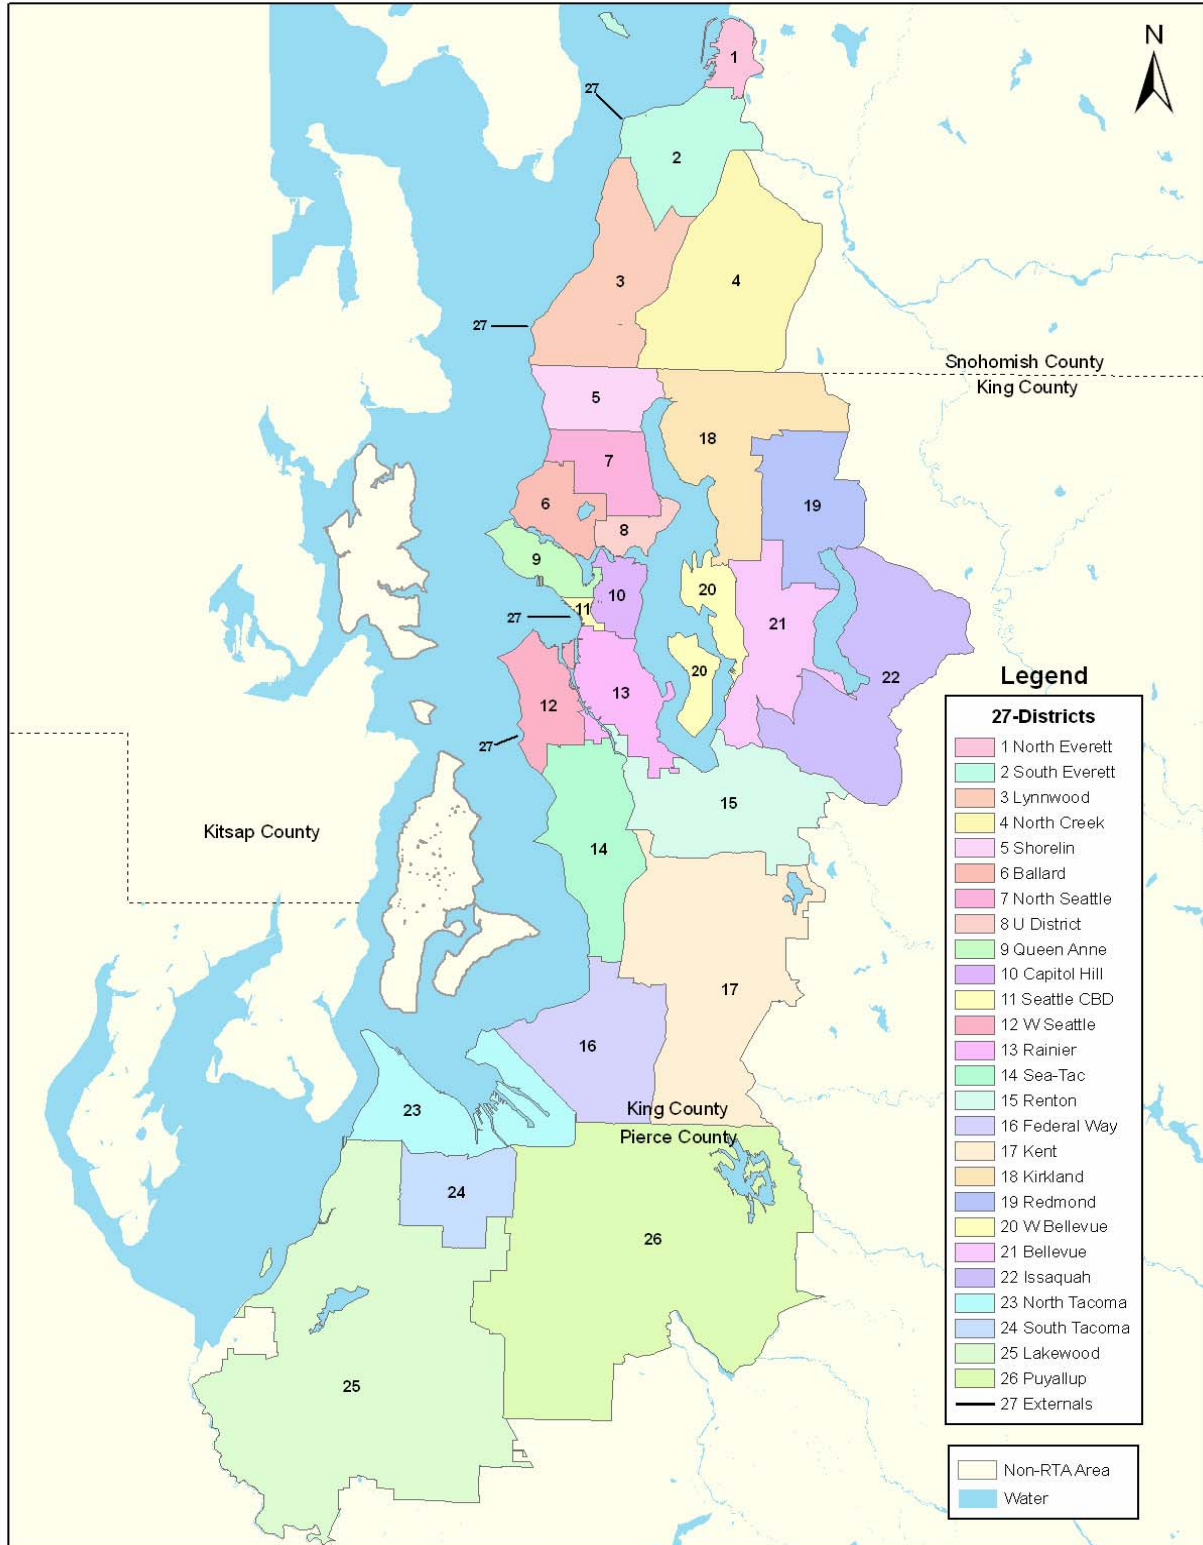 N
1
27
2
3
4
27
Snohomish County
King County
5
18
7
6
19
8
9
20
10
11
27
21
20
22
13
12
27
15
Kitsap County
14
17
16
23
King County
Pierce County
24
26
25
Legend
27-Districts
1 North Everett
2 South Everett
3 Lynnwood
4 North Creek
5 Shorelin
6 Ballard
7 North Seattle
8 U District
9 Queen Anne
10 Capitol Hill
11 Seattle CBD
12 W Seattle
13 Rainier
14 Sea-Tac
15 Renton
16 Federal Way
17 Kent
18 Kirkland
19 Redmond
20 W Bellevue
21 Bellevue
22 Issaquah
23 North Tacoma
24 South Tacoma
25 Lakewood
26 Puyallup
27 Externals
Non-RTA Area
Water